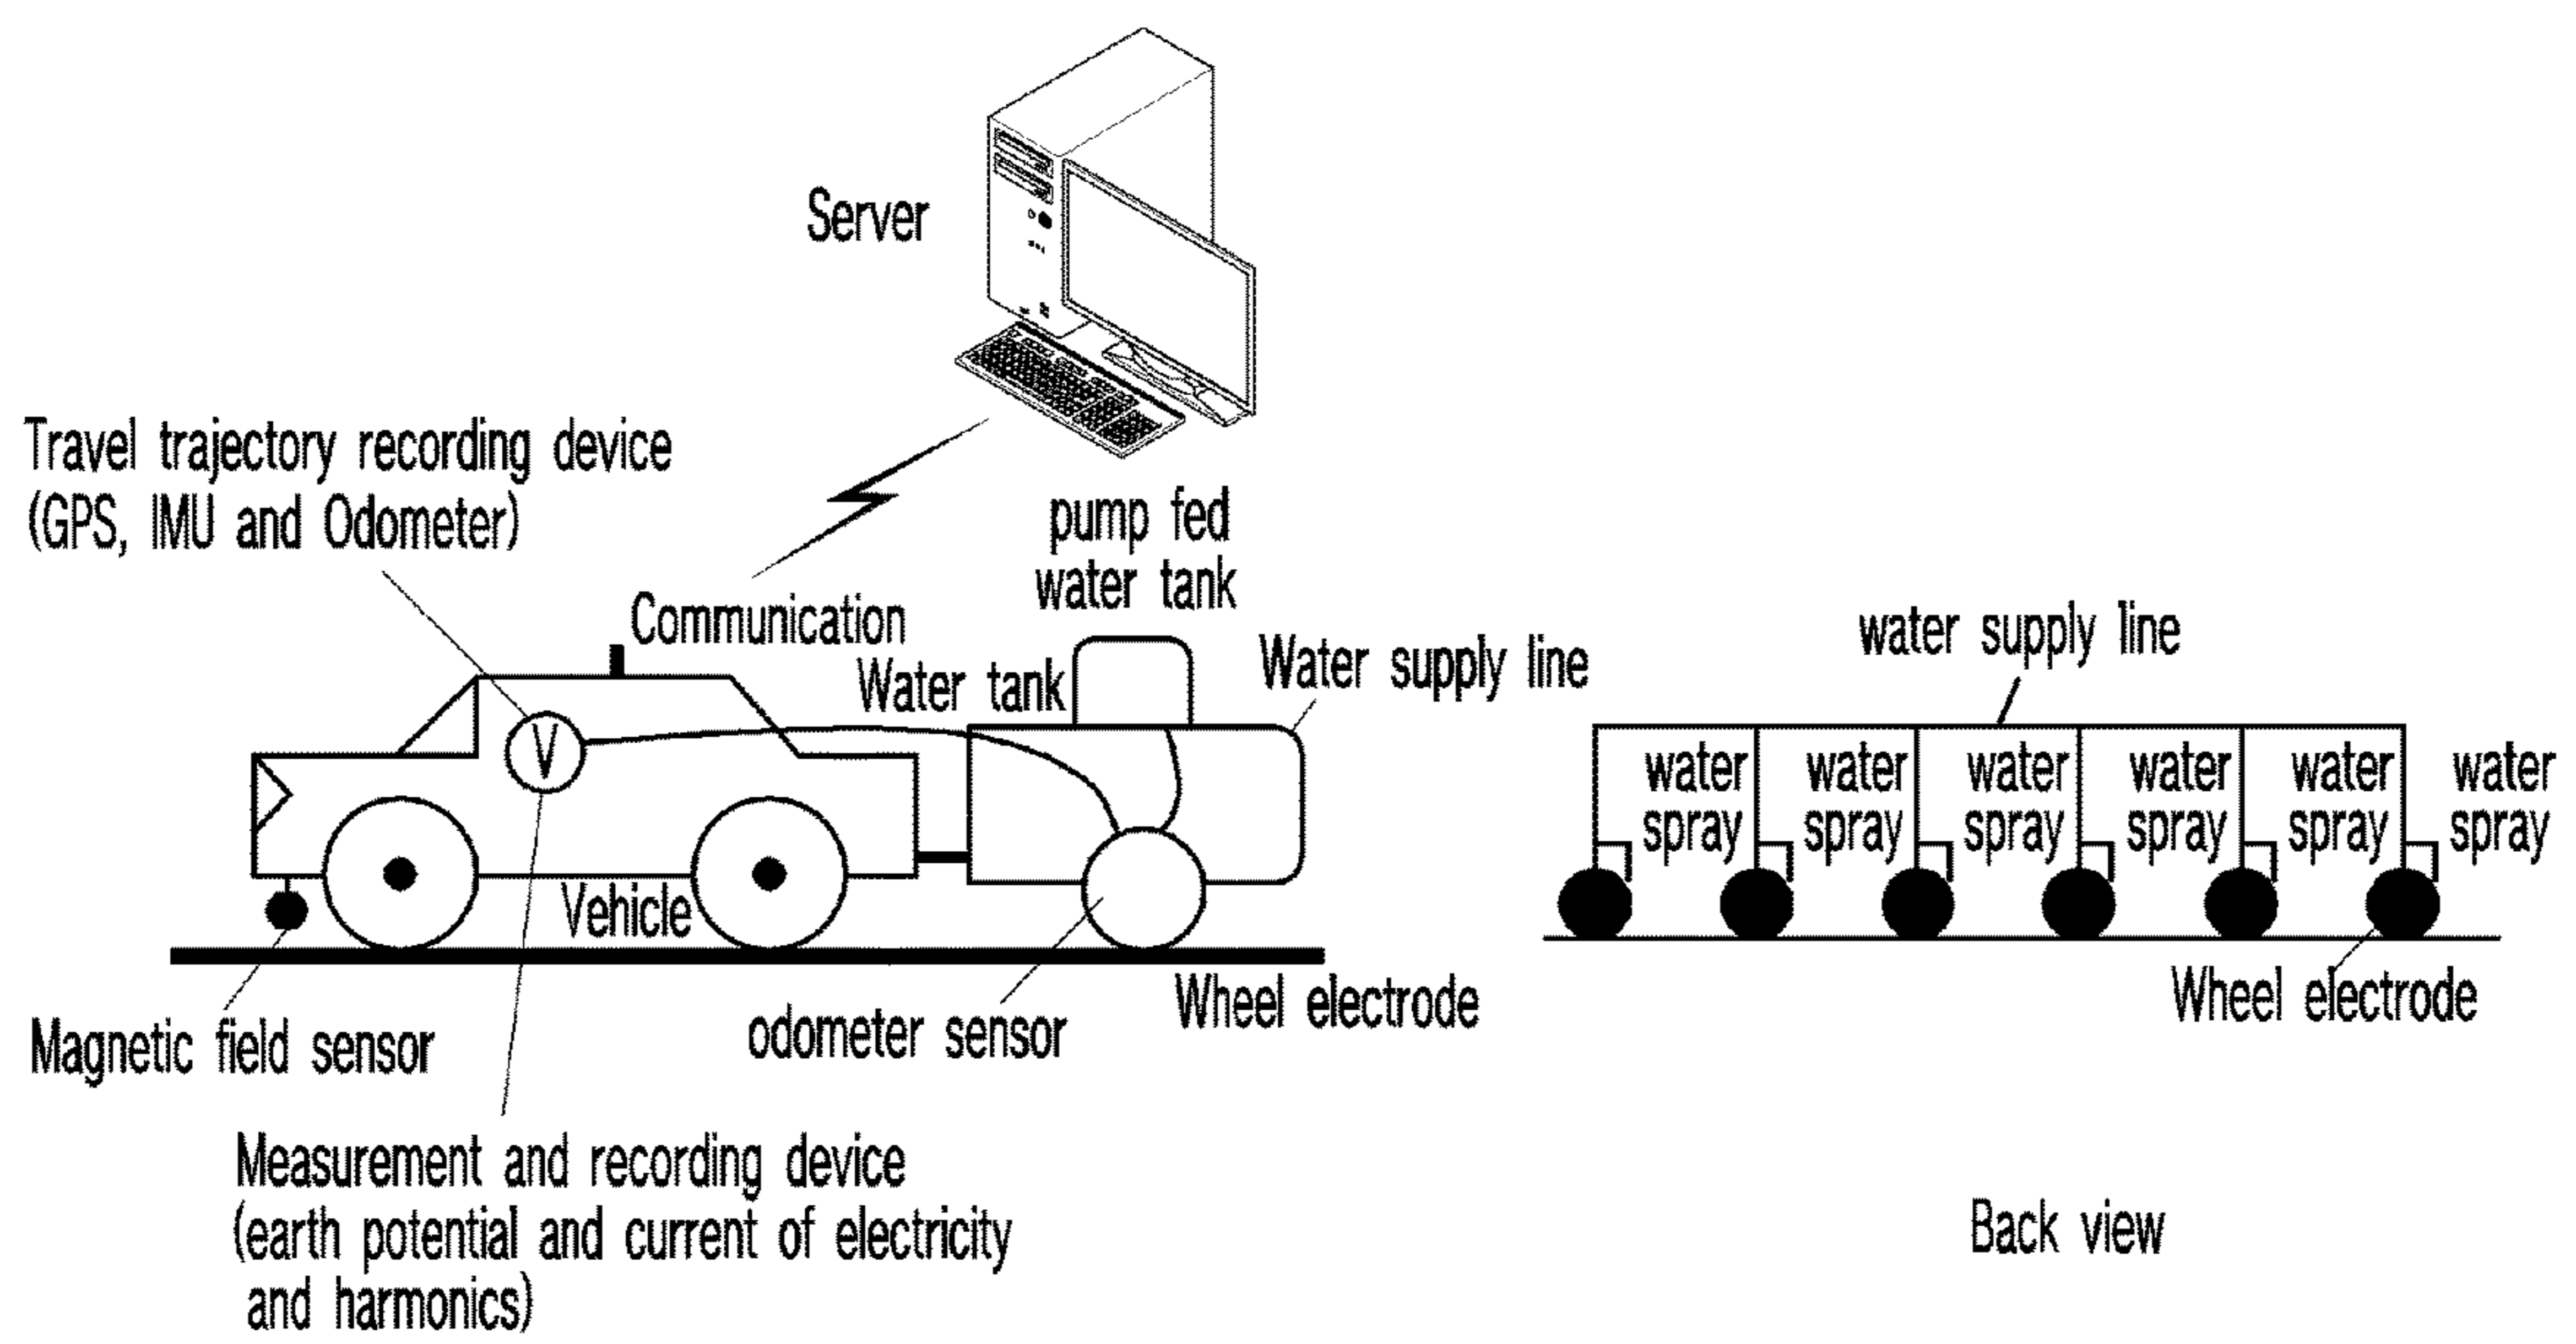 Server
Travel trajectory recording device
(GPS, IMU and Odometer)
pump fed
water tank
Communication
Water tank
Water supply line
water supply line
V
water water water water water water
spray spray spray spray spray spray
Vehicle
Magnetic field sensor
odometer sensor
Wheel electrode
Wheel electrode
Measurement and recording device
(earth potential and current of electricity
and harmonics)
Back view